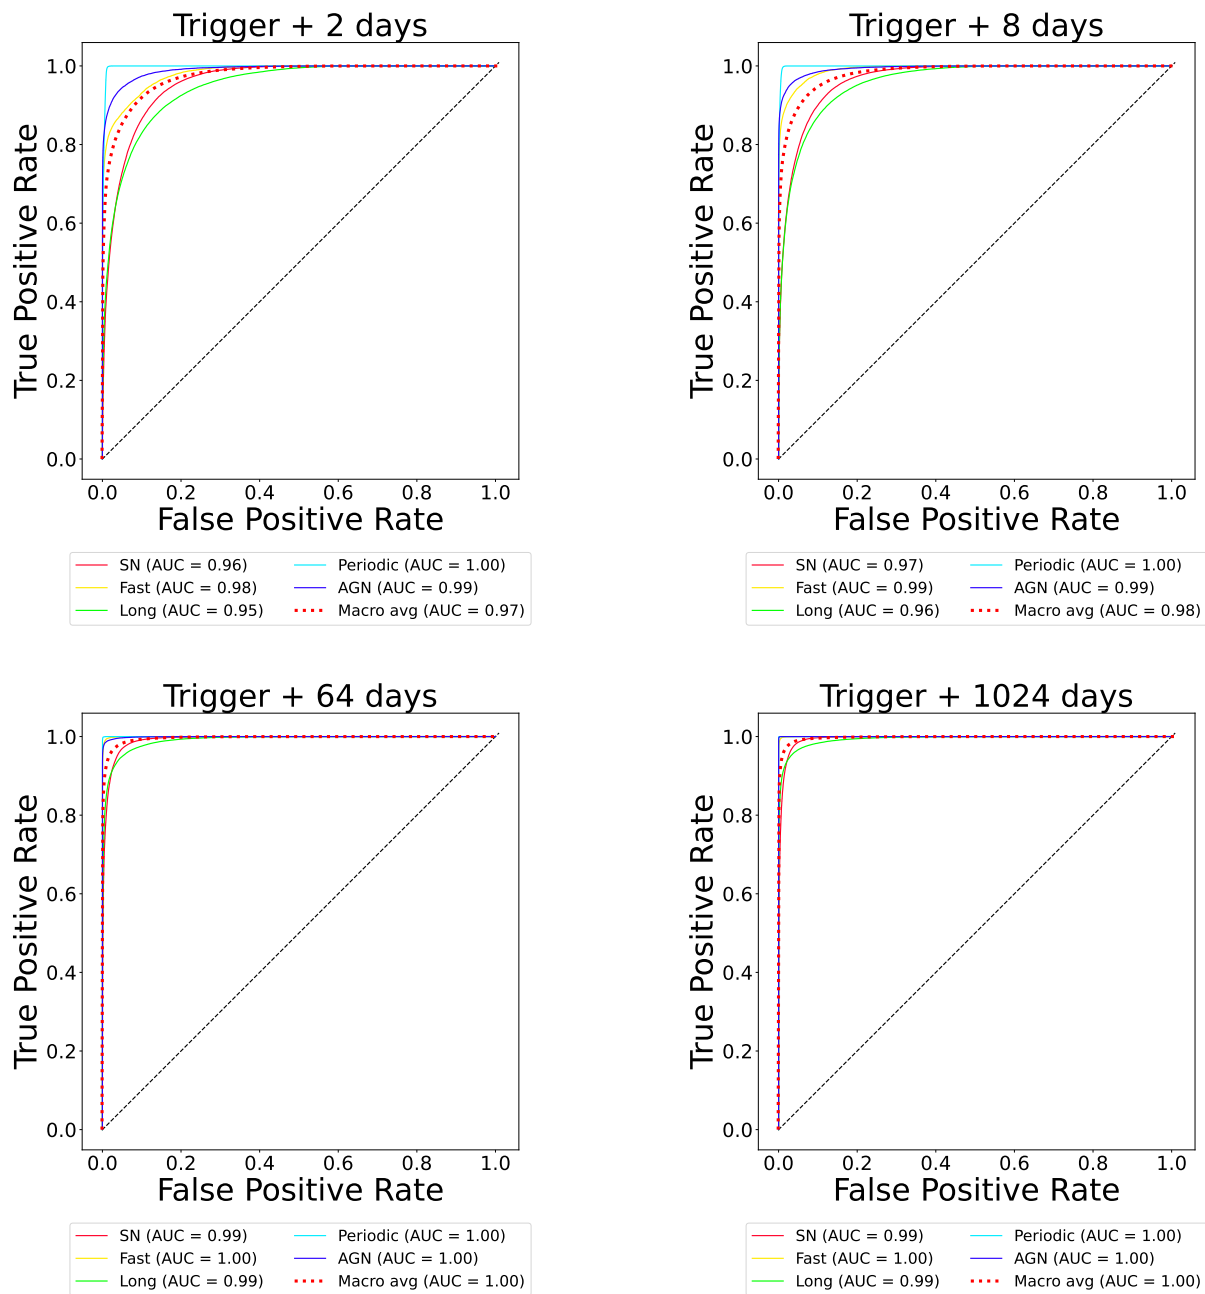 Trigger + 2 days
True Positive Rate
1.0
0.8
0.6
0.4
0.2
0.0
0.0 0.2 0.4 0.6 0.8 1.0
False Positive Rate
SN (AUC = 0.96)
Fast (AUC = 0.98)
Long (AUC = 0.95)
Periodic (AUC = 1.00)
AGN (AUC = 0.99)
Macro avg (AUC = 0.97)
Trigger + 8 days
True Positive Rate
1.0
0.8
0.6
0.4
0.2
0.0
0.0 0.2 0.4 0.6 0.8 1.0
False Positive Rate
SN (AUC = 0.97)
Fast (AUC = 0.99)
Long (AUC = 0.96)
Periodic (AUC = 1.00)
AGN (AUC = 0.99)
Macro avg (AUC = 0.98)
Trigger + 64 days
True Positive Rate
1.0
0.8
0.6
0.4
0.2
0.0
0.0 0.2 0.4 0.6 0.8 1.0
False Positive Rate
SN (AUC = 0.99)
Fast (AUC = 1.00)
Long (AUC = 0.99)
Periodic (AUC = 1.00)
AGN (AUC = 1.00)
Macro avg (AUC = 1.00)
Trigger + 1024 days
True Positive Rate
1.0
0.8
0.6
0.4
0.2
0.0
0.0 0.2 0.4 0.6 0.8 1.0
False Positive Rate
SN (AUC = 0.99)
Fast (AUC = 1.00)
Long (AUC = 0.99)
Periodic (AUC = 1.00)
AGN (AUC = 1.00)
Macro avg (AUC = 1.00)